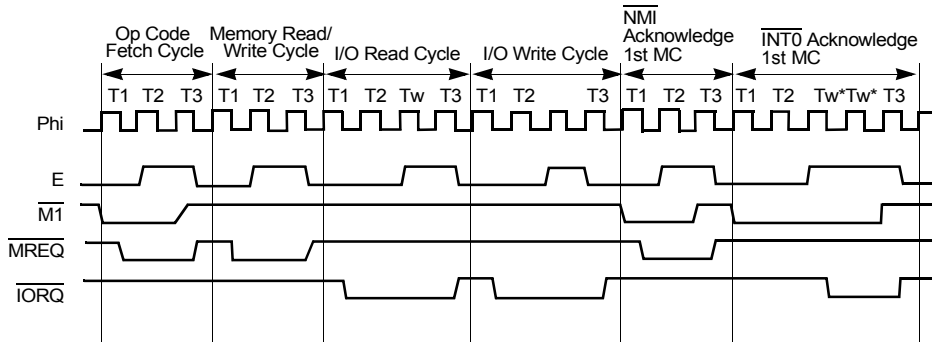 NMI
Op Code Memory Read/ Acknowledge INT0 Acknowledge
Fetch Cycle Write Cycle I/O Read Cycle I/O Write Cycle 1st MC 1st MC
T1 T2 T3 T1 T2 T3 T1 T2 Tw T3 T1 T2 T3 T1 T2 T3 T1 T2 Tw*Tw* T3
Phi
E
M1
MREQ
IORQ